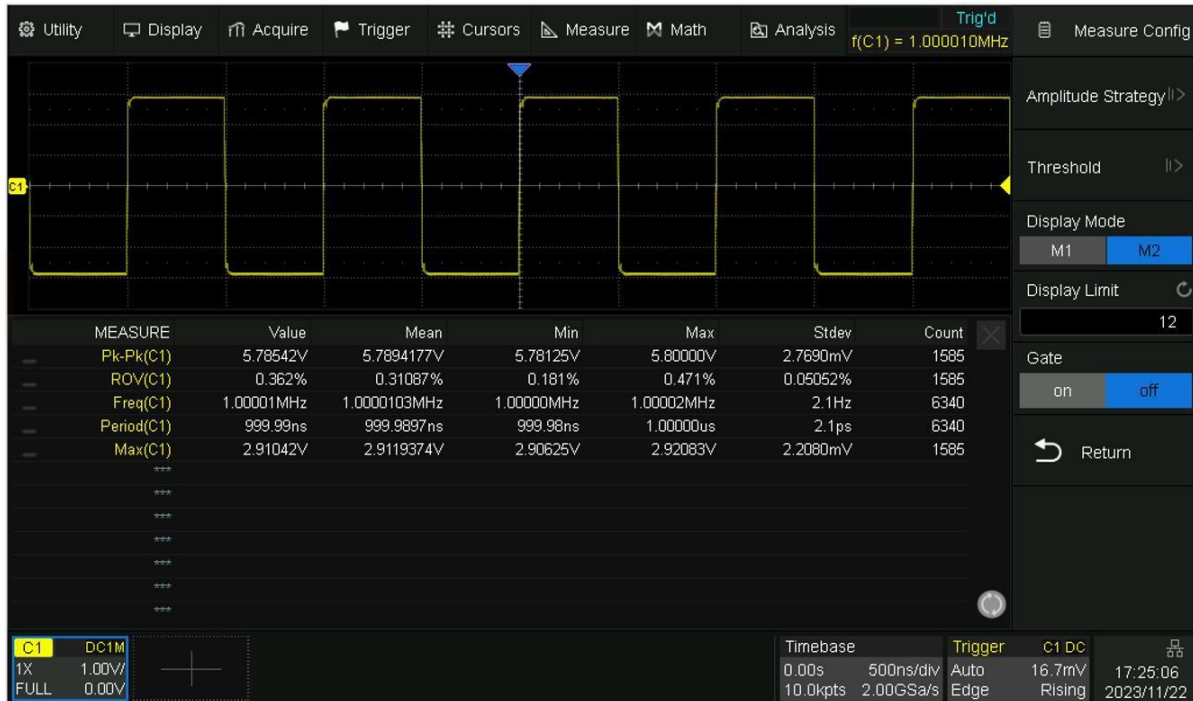 Utility Display Acquire Trigger Cursors Measure Math Analysis Trig'd Measure Config
f(C1) = 1.000010MHz
Amplitude Strategy
Threshold
C1
Display Mode
M1 M2
Display Limit
12
Gate
on off
Return
MEASURE Value Mean Min Max Stdev Count
Pk-Pk(C1) 5.78542V 5.7894177V 5.78125V 5.80000V 2.7690mV 1585
ROV(C1) 0.362% 0.31087% 0.181% 0.471% 0.05052% 1585
Freq(C1) 1.00001MHz 1.0000103MHz 1.00000MHz 1.00002MHz 2.1Hz 6340
Period(C1) 999.99ns 999.9897ns 999.98ns 1.00000us 2.1ps 6340
Max(C1) 2.91042V 2.9119374V 2.90625V 2.92083V 2.2080mV 1585
***
***
***
***
***
***
***
C1 DC1M Timebase Trigger C1 DC
1X 1.00V/ 0.00s 500ns/div Auto 16.7mV 17:25:06
FULL 0.00V 10.0kpts 2.00GSa/s Edge Rising 2023/11/22